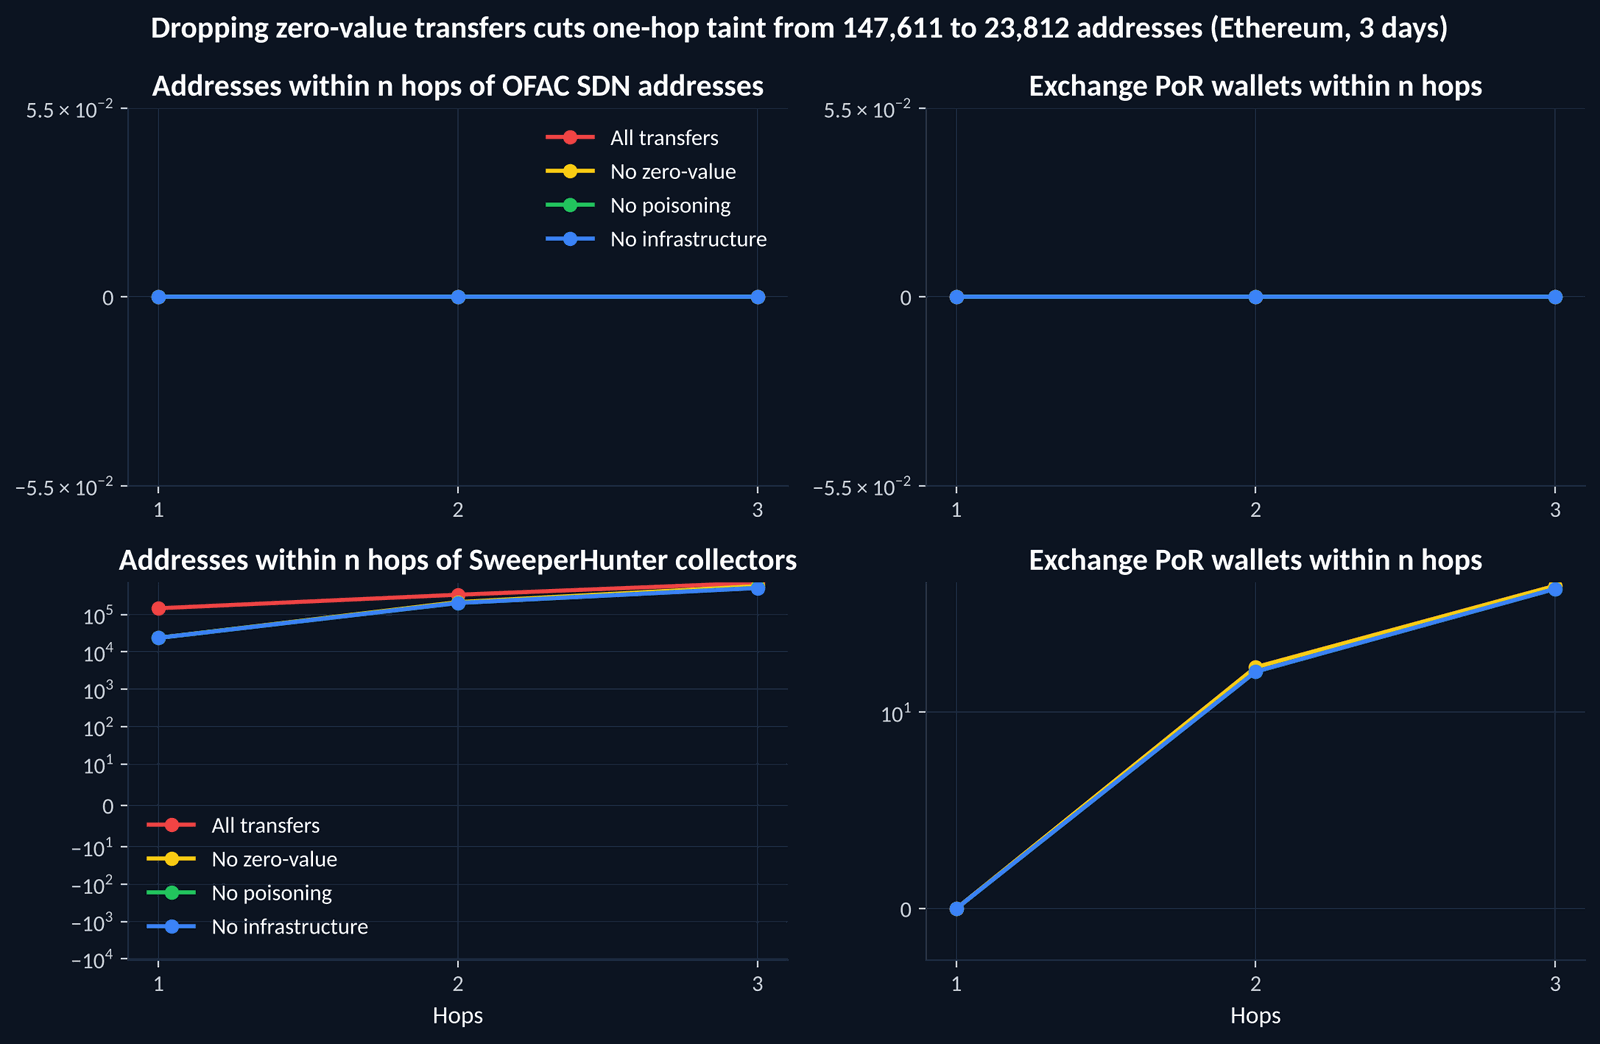 Dropping zero-value transfers cuts one-hop taint from 147,611 to 23,812 addresses (Ethereum, 3 days)
Addresses within n hops of OFAC SDN addresses
5.5 × 10⁻²
0
−5.5 × 10⁻²
1 2 3
All transfers
No zero-value
No poisoning
No infrastructure
Exchange PoR wallets within n hops
5.5 × 10⁻²
0
−5.5 × 10⁻²
1 2 3
Addresses within n hops of SweeperHunter collectors
10⁵
10⁴
10³
10²
10¹
0
−10¹
−10²
−10³
−10⁴
All transfers
No zero-value
No poisoning
No infrastructure
1 2 3
Hops
Exchange PoR wallets within n hops
10¹
0
1 2 3
Hops